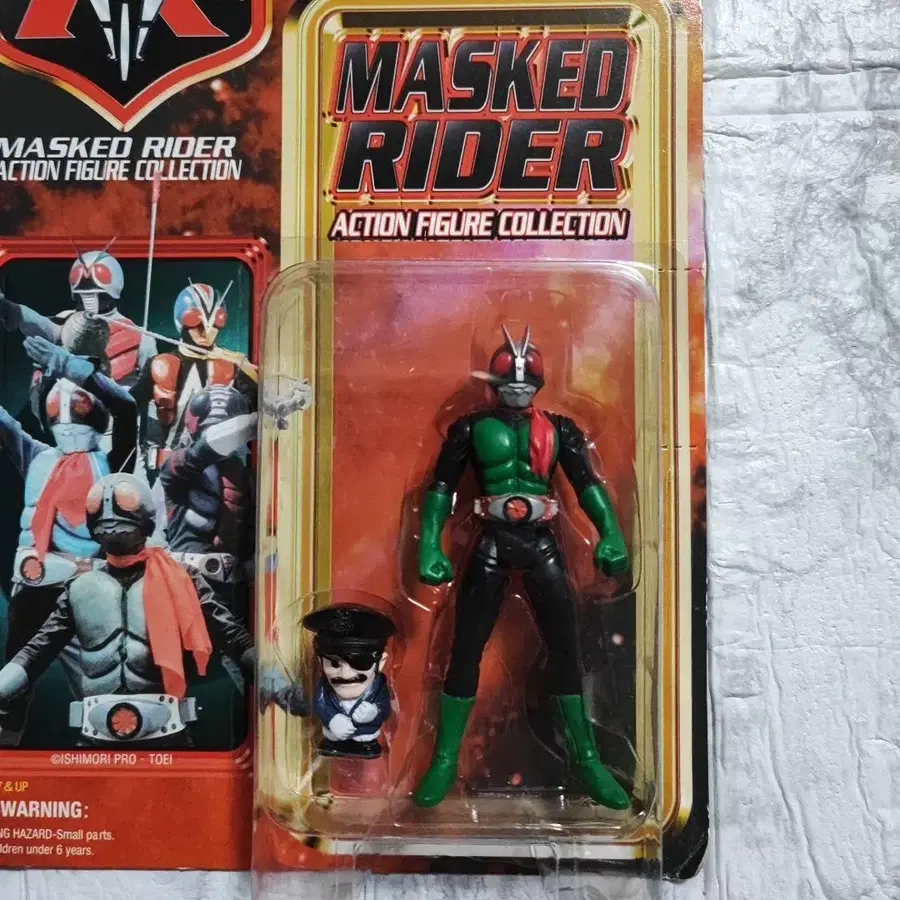 MASKED RIDER
ACTION FIGURE COLLECTION
MASKED
RIDER
ACTION FIGURE COLLECTION
©ISHIMORI PRO - TOEI
& UP
WARNING:
HAZARD-Small parts.
under 6 years.